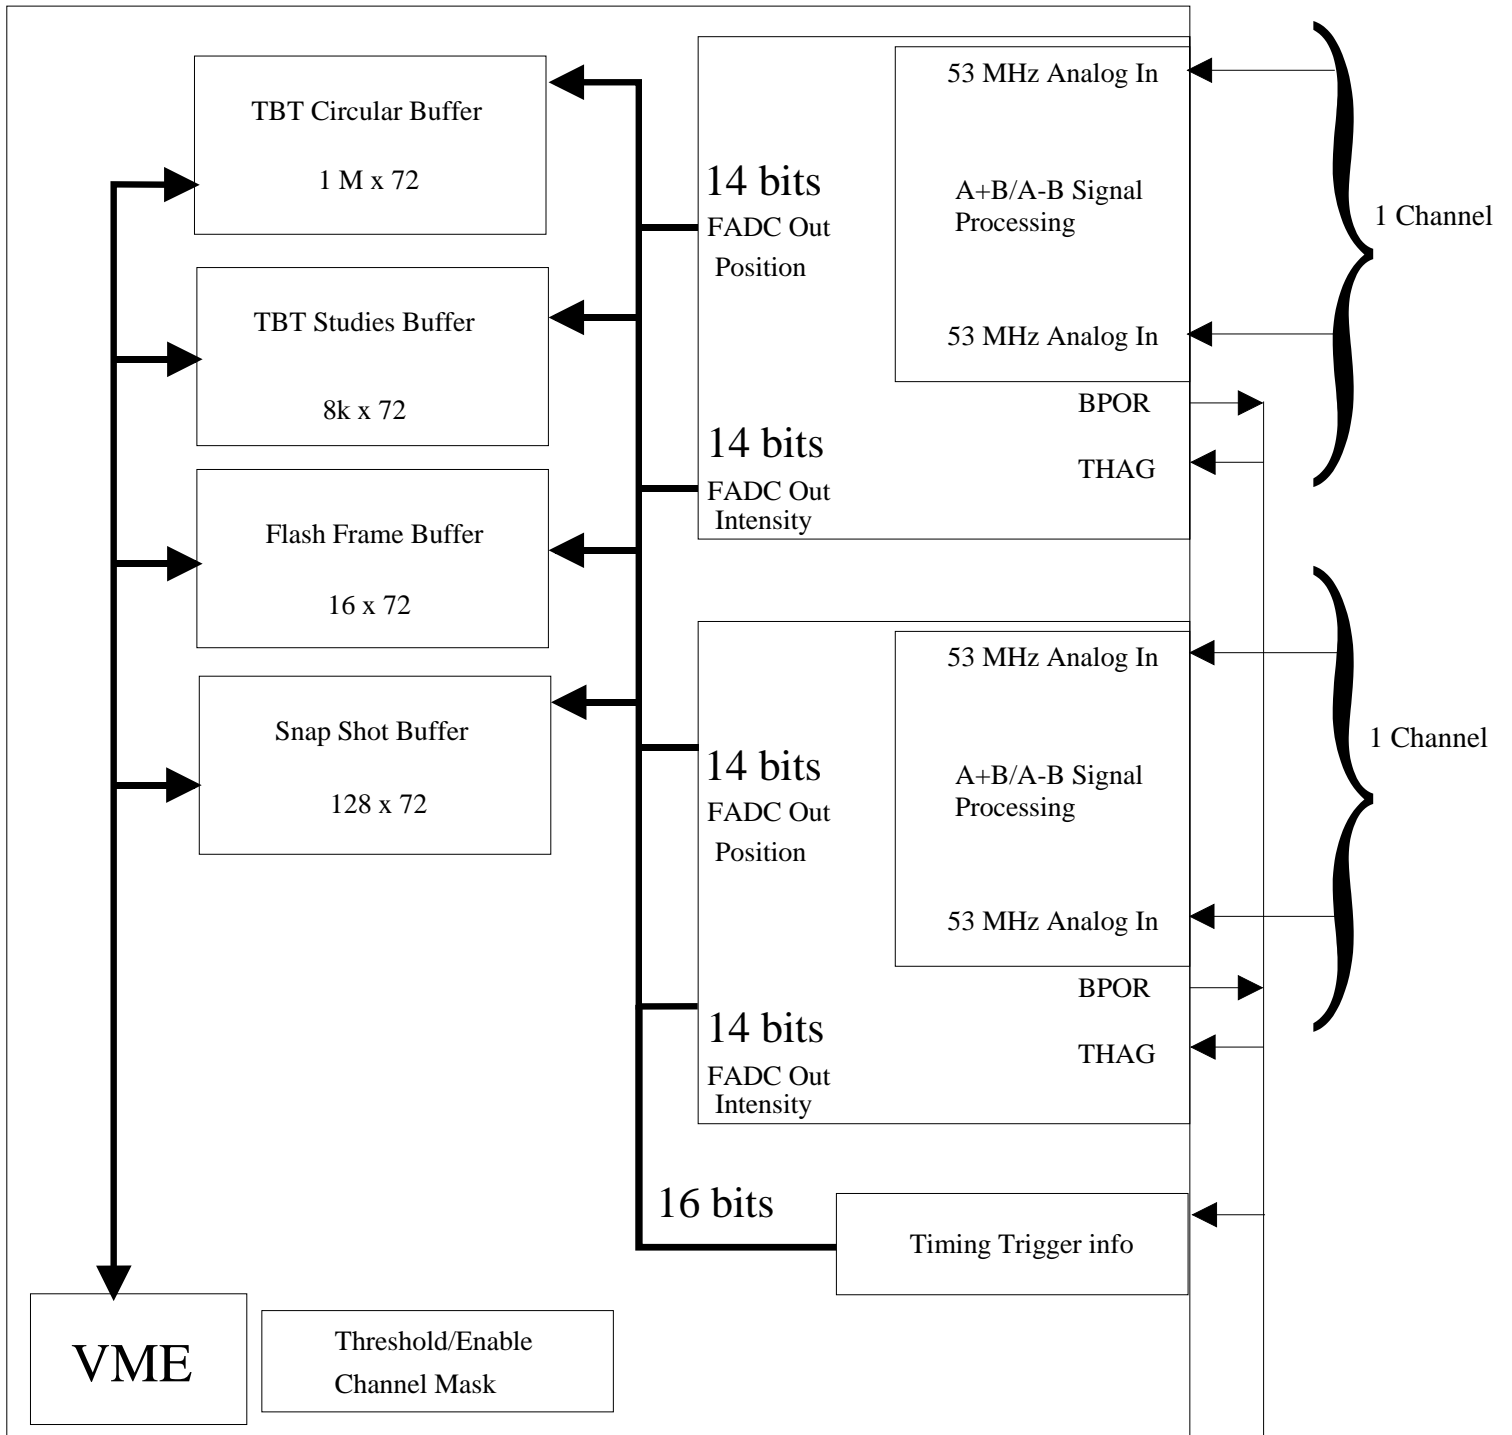 TBT Circular Buffer
1 M x 72
TBT Studies Buffer
8k x 72
Flash Frame Buffer
16 x 72
Snap Shot Buffer
128 x 72
53 MHz Analog In
14 bits
FADC Out
Position
A+B/A-B Signal
Processing
53 MHz Analog In
BPOR
14 bits
FADC Out
Intensity
THAG
1 Channel
53 MHz Analog In
14 bits
FADC Out
Position
A+B/A-B Signal
Processing
53 MHz Analog In
BPOR
14 bits
FADC Out
Intensity
THAG
1 Channel
16 bits
Timing Trigger info
VME
Threshold/Enable
Channel Mask